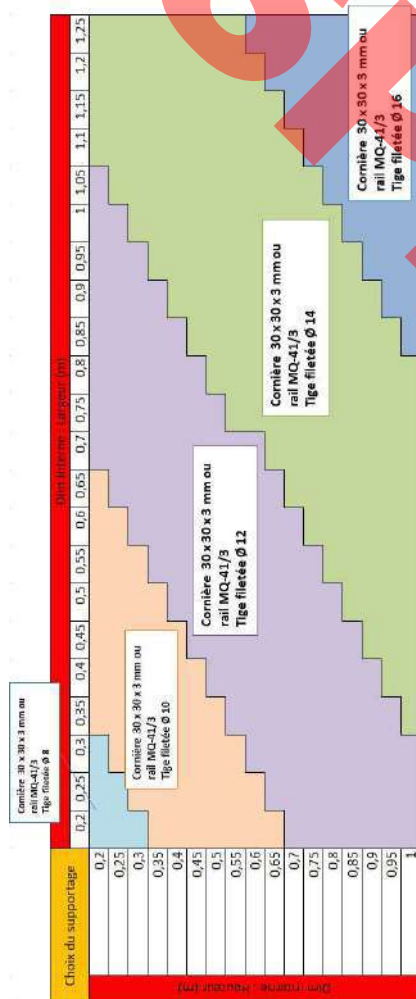 Cornière 30 x 30 x 3 mm ou
rail MQ-41/3
Tige filetée Ø 8
Choix du supportage
Dim Interne : Largeur (m)
0,2 0,25 0,3 0,35 0,4 0,45 0,5 0,55 0,6 0,65 0,7 0,75 0,8 0,85 0,9 0,95 1 1,05 1,1 1,15 1,2 1,25
Dim Interne : Hauteur (m)
0,2
0,25
0,3
0,35
0,4
0,45
0,5
0,55
0,6
0,65
0,7
0,75
0,8
0,85
0,9
0,95
1
Cornière 30 x 30 x 3 mm ou
rail MQ-41/3
Tige filetée Ø 10
Cornière 30 x 30 x 3 mm ou
rail MQ-41/3
Tige filetée Ø 12
Cornière 30 x 30 x 3 mm ou
rail MQ-41/3
Tige filetée Ø 14
Cornière 30 x 30 x 3 mm ou
rail MQ-41/3
Tige filetée Ø 16